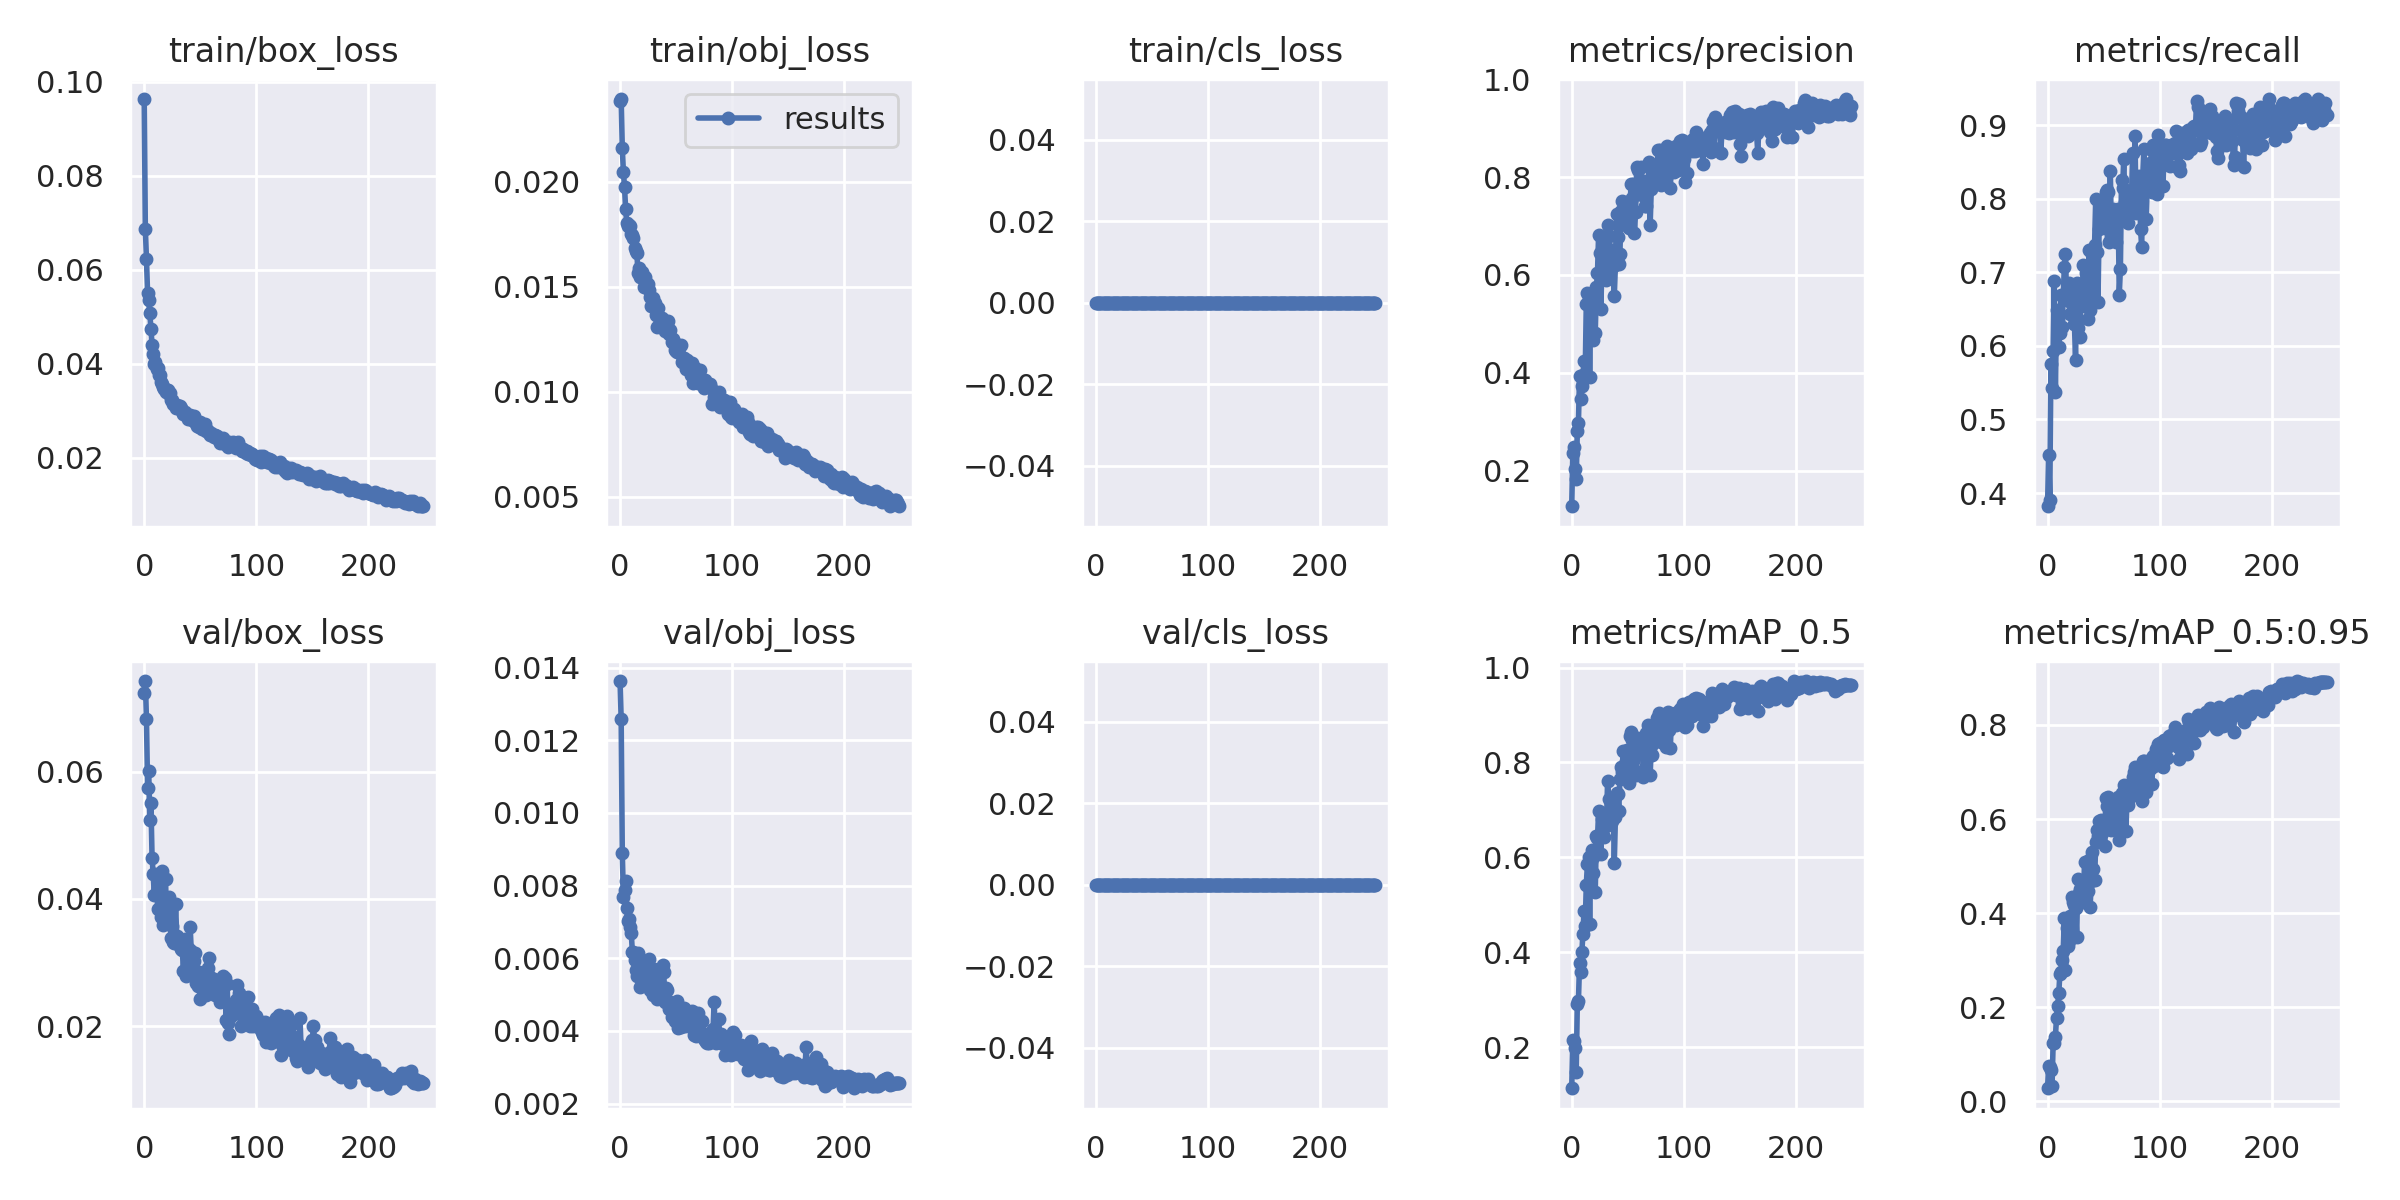 train/box_loss
0.10
0.08
0.06
0.04
0.02
0 100 200
train/obj_loss
results
0.020
0.015
0.010
0.005
0 100 200
train/cls_loss
0.04
0.02
0.00
−0.02
−0.04
0 100 200
metrics/precision
1.0
0.8
0.6
0.4
0.2
0 100 200
metrics/recall
0.9
0.8
0.7
0.6
0.5
0.4
0 100 200
val/box_loss
0.06
0.04
0.02
0 100 200
val/obj_loss
0.014
0.012
0.010
0.008
0.006
0.004
0.002
0 100 200
val/cls_loss
0.04
0.02
0.00
−0.02
−0.04
0 100 200
metrics/mAP_0.5
1.0
0.8
0.6
0.4
0.2
0 100 200
metrics/mAP_0.5:0.95
0.8
0.6
0.4
0.2
0.0
0 100 200